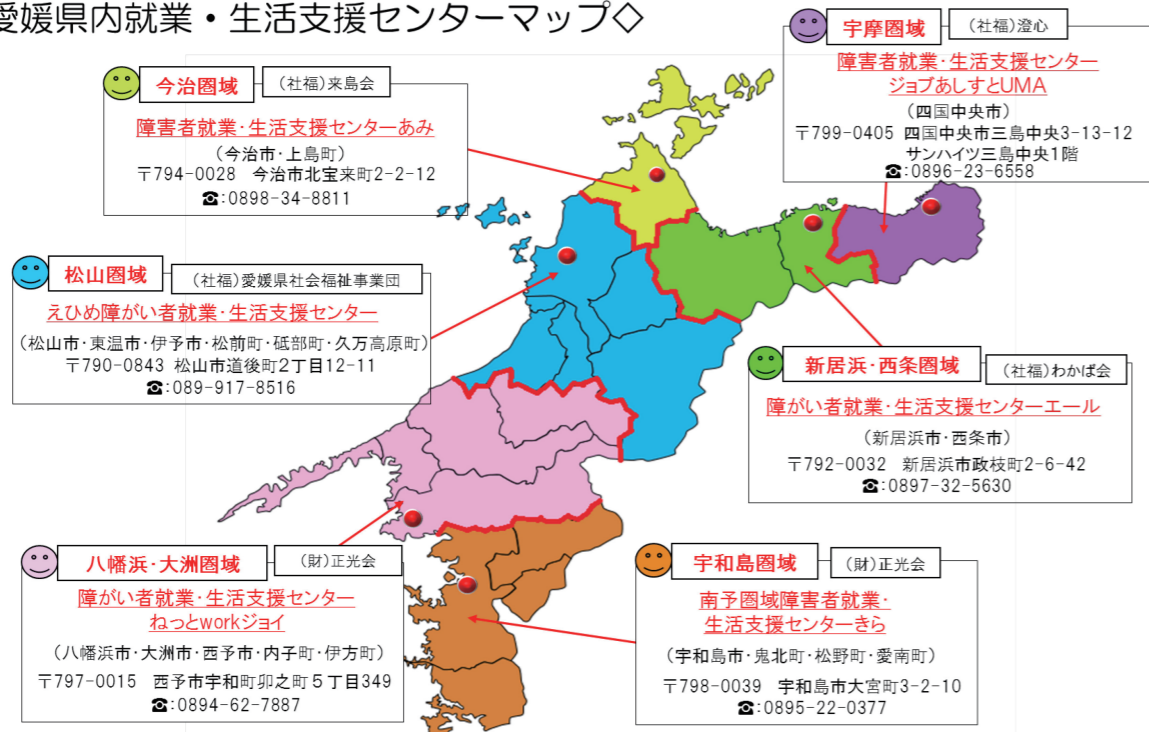 愛媛県内就業・生活支援センターマップ◇
今治圏域
(社福)来島会
障害者就業・生活支援センターあみ
(今治市・上島町)
〒794-0028 今治市北宝来町2-2-12
☎:0898-34-8811
宇摩圏域
(社福)澄心
障害者就業・生活支援センター
ジョブあしすとUMA
(四国中央市)
〒799-0405 四国中央市三島中央3-13-12
サンハイツ三島中央1階
☎:0896-23-6558
松山圏域
(社福)愛媛県社会福祉事業団
えひめ障がい者就業・生活支援センター
(松山市・東温市・伊予市・松前町・砥部町・久万高原町)
〒790-0843 松山市道後町2丁目12-11
☎:089-917-8516
新居浜・西条圏域
(社福)わかば会
障がい者就業・生活支援センターエール
(新居浜市・西条市)
〒792-0032 新居浜市政枝町2-6-42
☎:0897-32-5630
八幡浜・大洲圏域
(財)正光会
障がい者就業・生活支援センター
ねっとworkジョイ
(八幡浜市・大洲市・西予市・内子町・伊方町)
〒797-0015 西予市宇和町卯之町5丁目349
☎:0894-62-7887
宇和島圏域
(財)正光会
南予圏域障害者就業・
生活支援センターきら
(宇和島市・鬼北町・松野町・愛南町)
〒798-0039 宇和島市大宮町3-2-10
☎:0895-22-0377